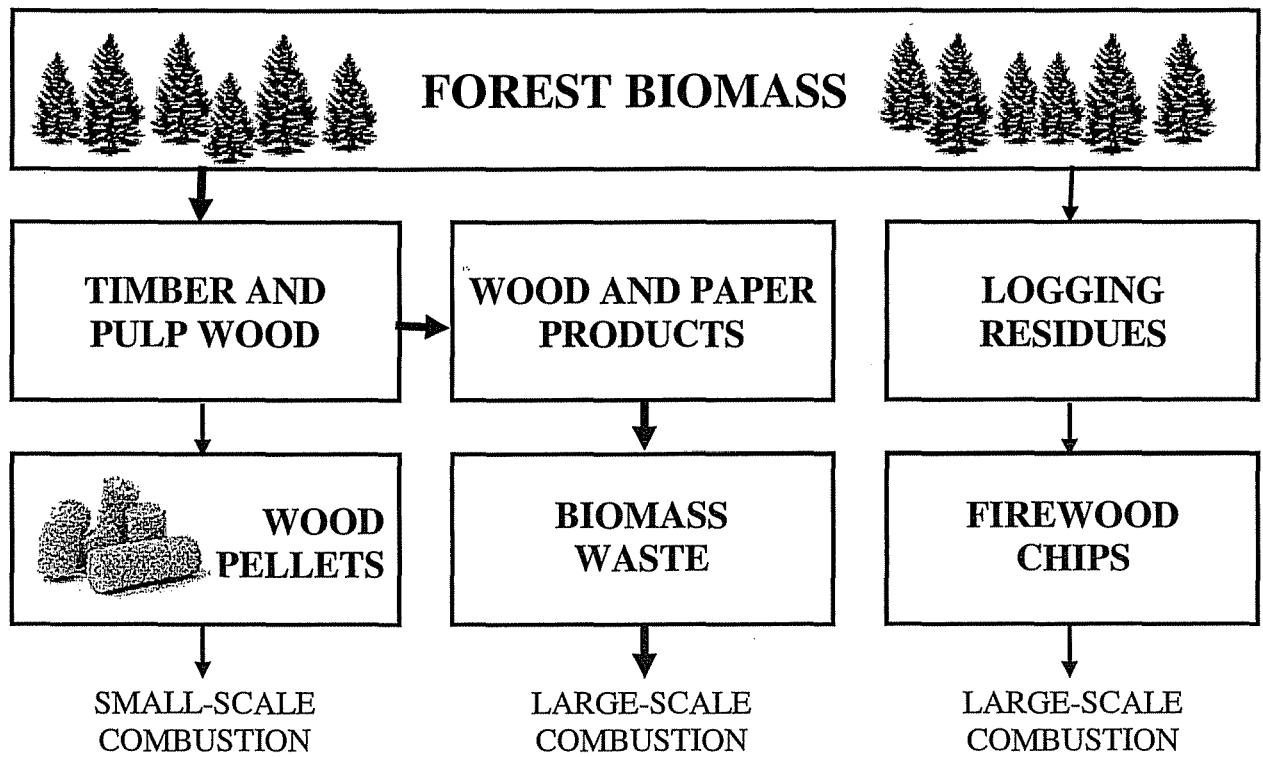 FOREST BIOMASS
TIMBER AND
PULP WOOD
WOOD AND PAPER
PRODUCTS
LOGGING
RESIDUES
WOOD
PELLETS
BIOMASS
WASTE
FIREWOOD
CHIPS
SMALL-SCALE
COMBUSTION
LARGE-SCALE
COMBUSTION
LARGE-SCALE
COMBUSTION